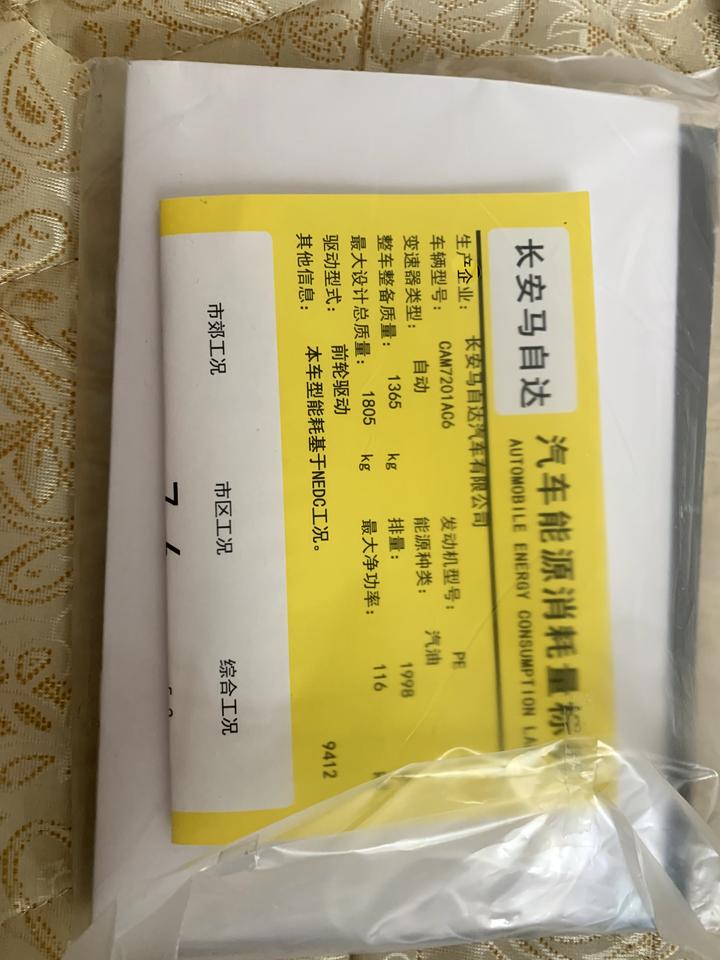 长安马自达
汽车能源消耗量标
AUTOMOBILE ENERGY CONSUMPTION LA
生产企业： 长安马自达汽车有限公司
车辆型号： CAM7201AC6 发动机型号： PE
变速器类型： 自动 能源种类： 汽油
整车整备质量： 1365 kg 排量： 1998
最大设计总质量： 1805 kg 最大净功率： 116
驱动型式： 前轮驱动
其他信息： 本车型能耗基于NEDC工况。
9412
市郊工况 市区工况 综合工况